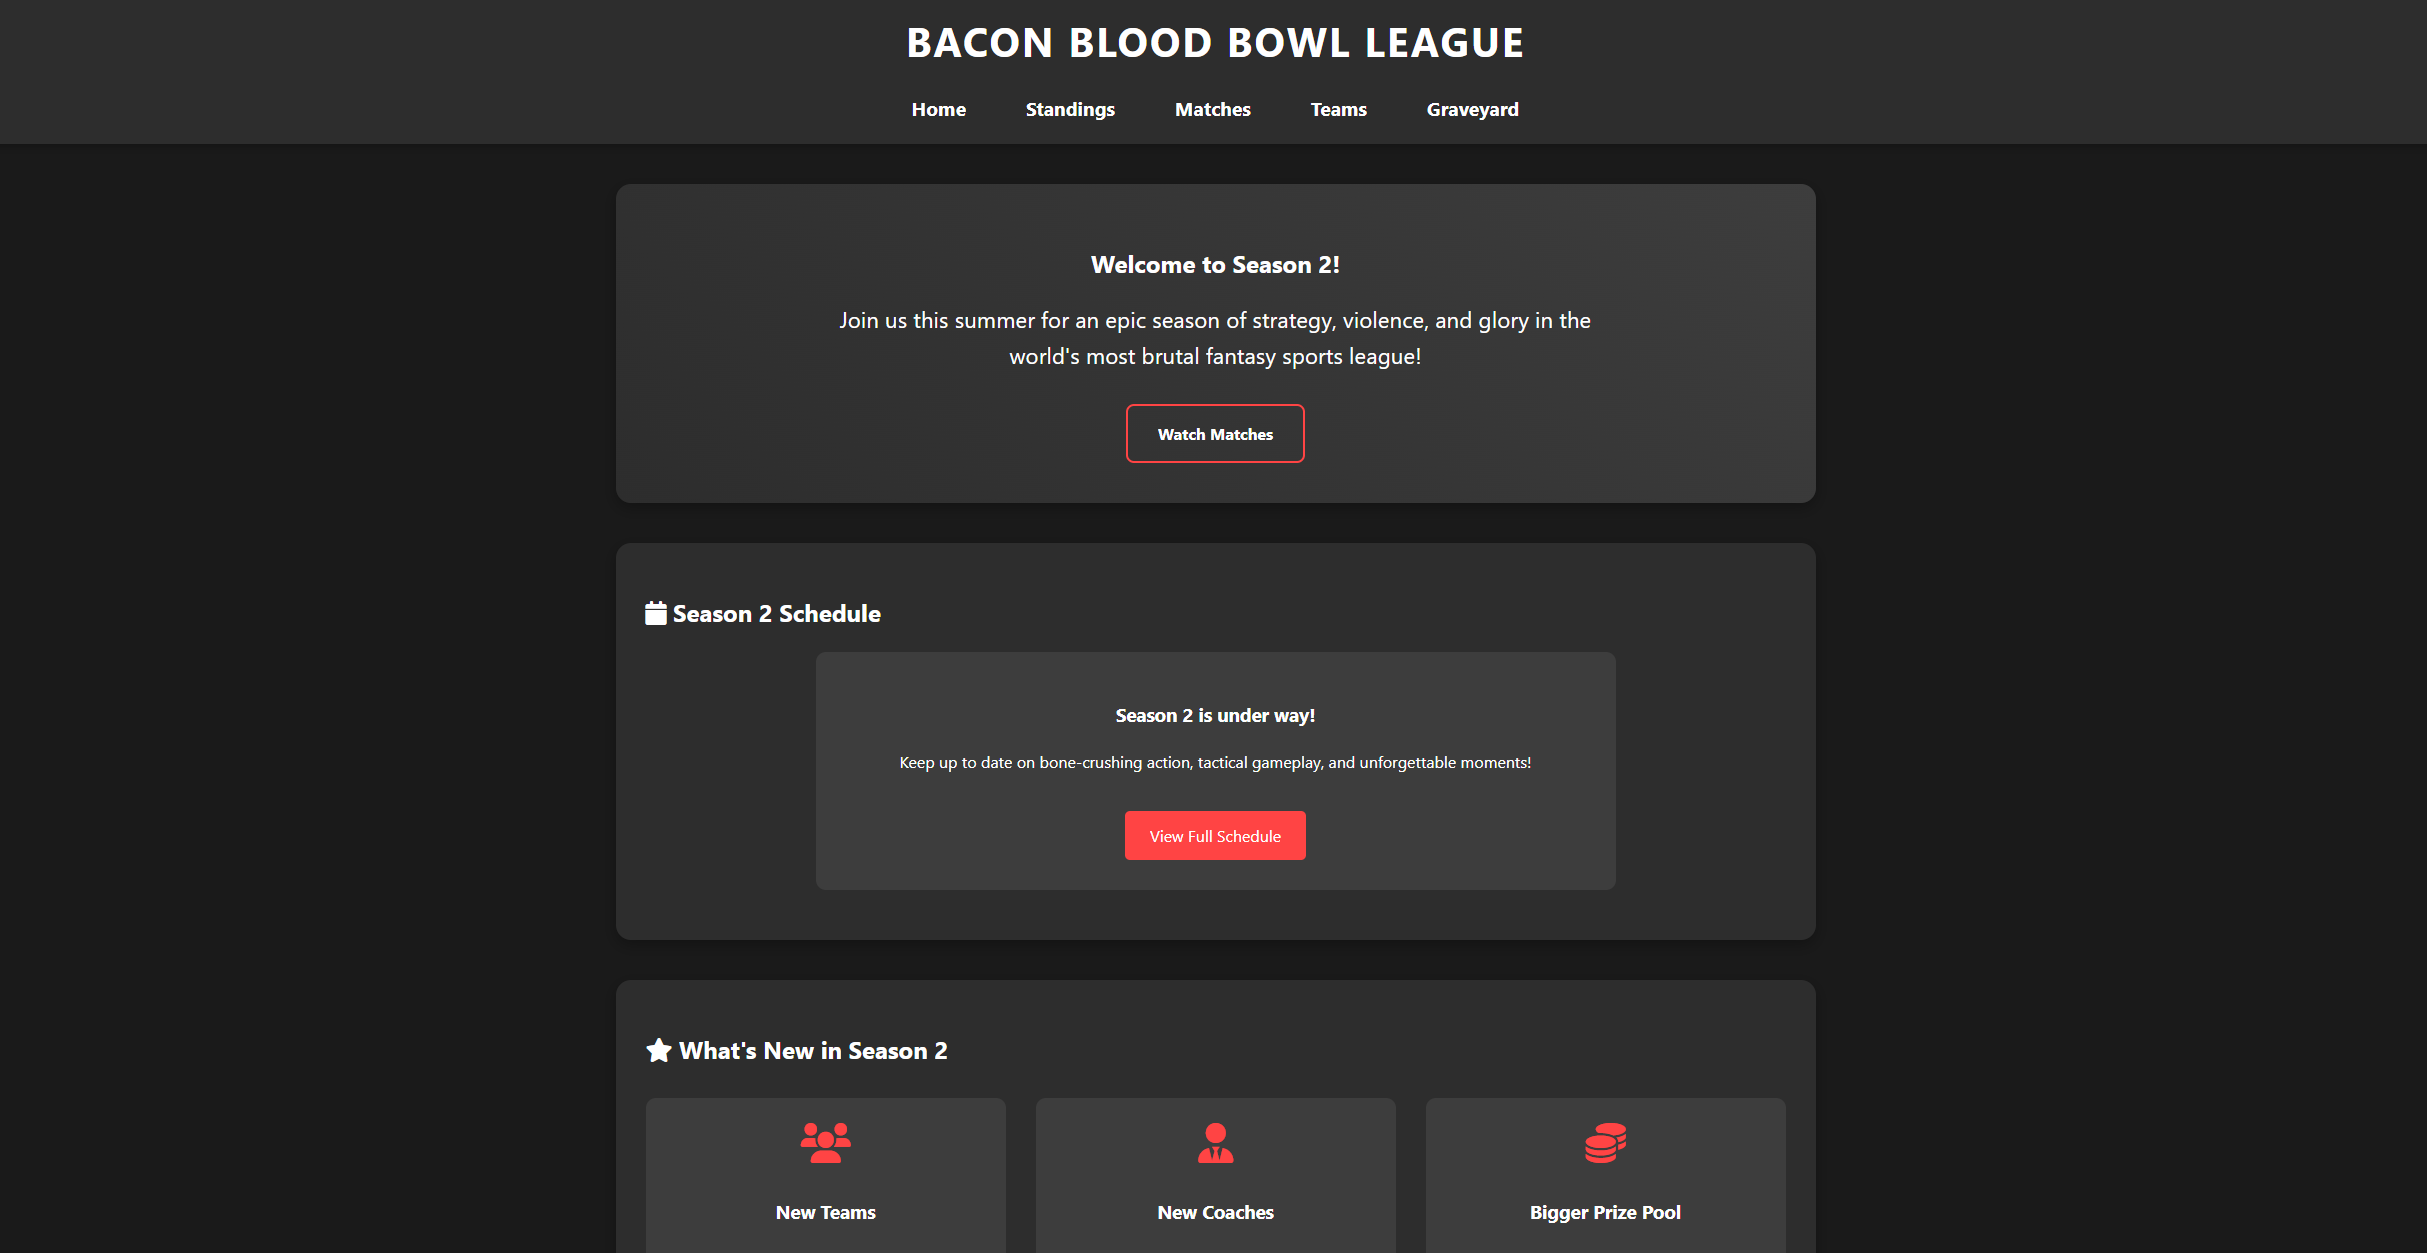 BACON BLOOD BOWL LEAGUE
Home Standings Matches Teams Graveyard
Welcome to Season 2!
Join us this summer for an epic season of strategy, violence, and glory in the
world's most brutal fantasy sports league!
Watch Matches
Season 2 Schedule
Season 2 is under way!
Keep up to date on bone-crushing action, tactical gameplay, and unforgettable moments!
View Full Schedule
What's New in Season 2
New Teams
New Coaches
Bigger Prize Pool